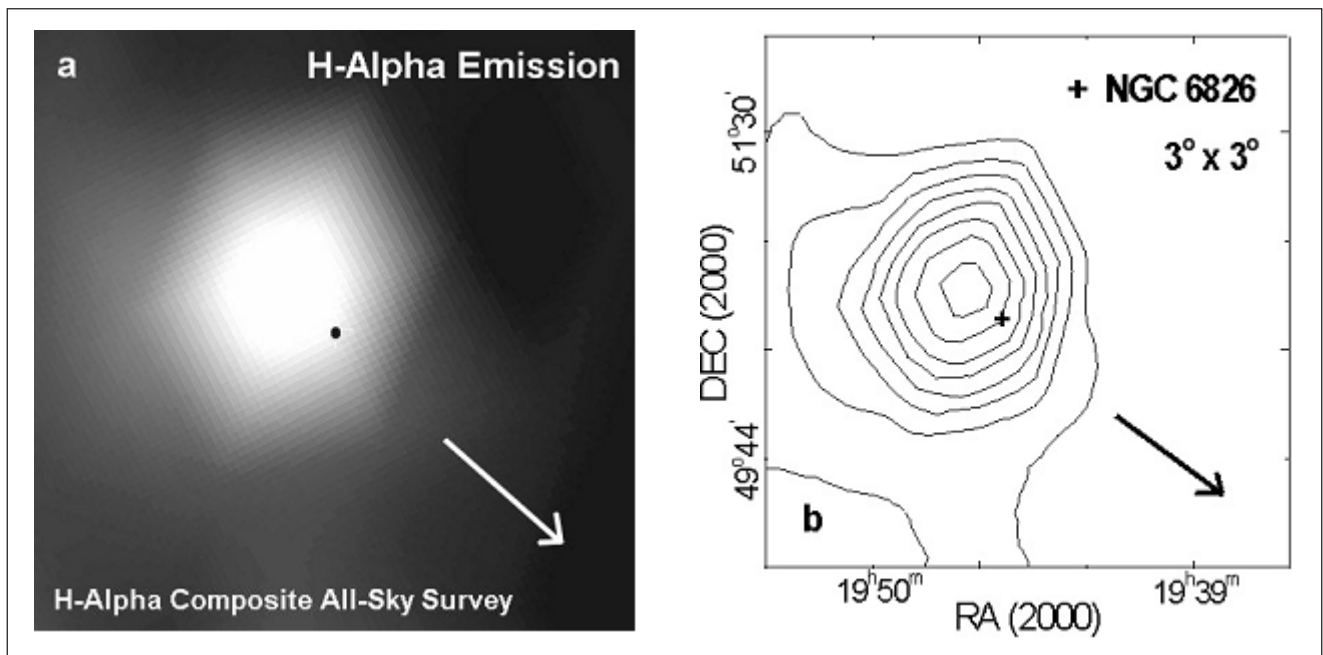 a
H-Alpha Emission
H-Alpha Composite All-Sky Survey
+ NGC 6826
3° x 3°
51°30'
DEC (2000)
49°44'
b
19ʰ50ᵐ
19ʰ39ᵐ
RA (2000)